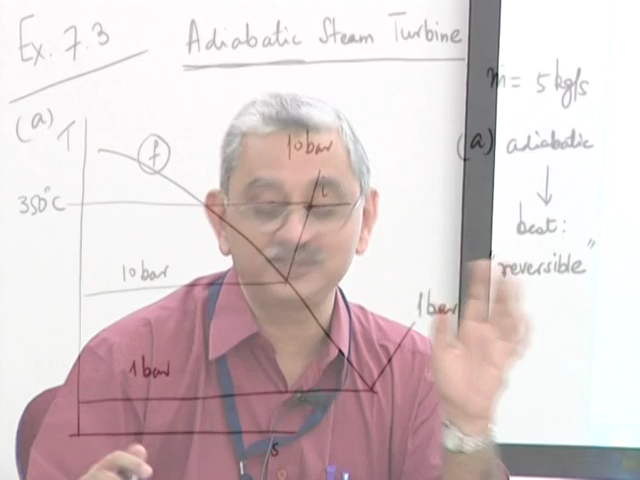 Ex. 7.3
Adiabatic Steam Turbine
ṁ = 5 kg/s
(a)
T
f
10 bar
(a) adiabatic
350°C
i
best:
"reversible"
10 bar
1 bar
1 bar
s